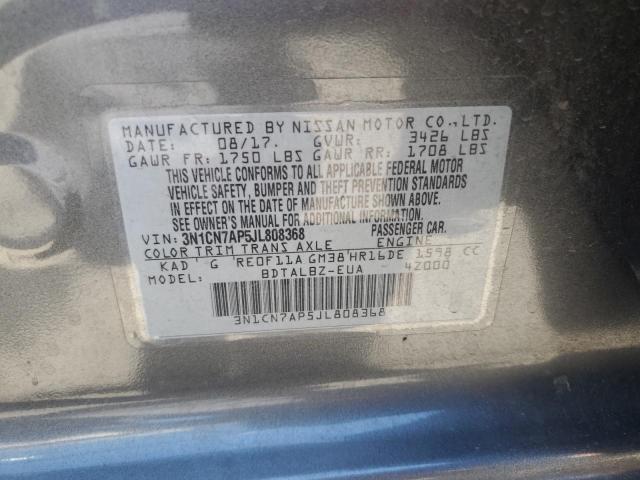 MANUFACTURED BY NISSAN MOTOR CO.,LTD.
DATE: 08/17. GVWR: 3426 LBS
GAWR FR: 1750 LBS GAWR RR: 1708 LBS
THIS VEHICLE CONFORMS TO ALL APPLICABLE FEDERAL MOTOR
VEHICLE SAFETY, BUMPER AND THEFT PREVENTION STANDARDS
IN EFFECT ON THE DATE OF MANUFACTURE SHOWN ABOVE.
SEE OWNER'S MANUAL FOR ADDITIONAL INFORMATION.
VIN: 3N1CN7AP5JL808368 PASSENGER CAR.
COLOR TRIM TRANS AXLE ENGINE
KAD G RE0F11A GM38 HR16DE 1598 CC
MODEL: BDTALBZ-EUA 4Z000
3N1CN7AP5JL808368